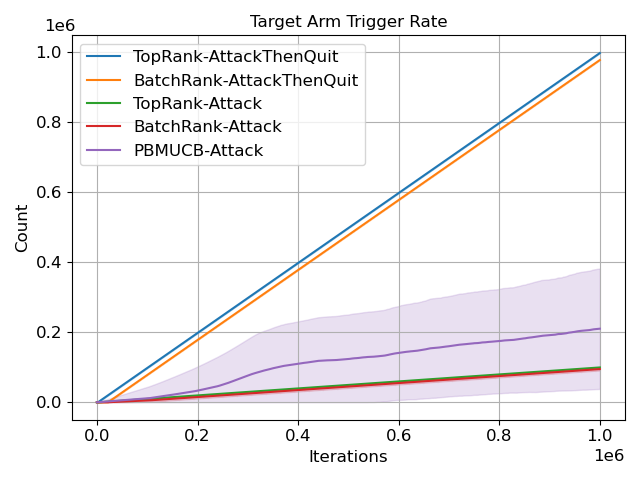 Target Arm Trigger Rate
1e6
TopRank-AttackThenQuit
BatchRank-AttackThenQuit
TopRank-Attack
BatchRank-Attack
PBMUCB-Attack
1.0
0.8
0.6
0.4
0.2
0.0
Count
0.0 0.2 0.4 0.6 0.8 1.0
1e6
Iterations